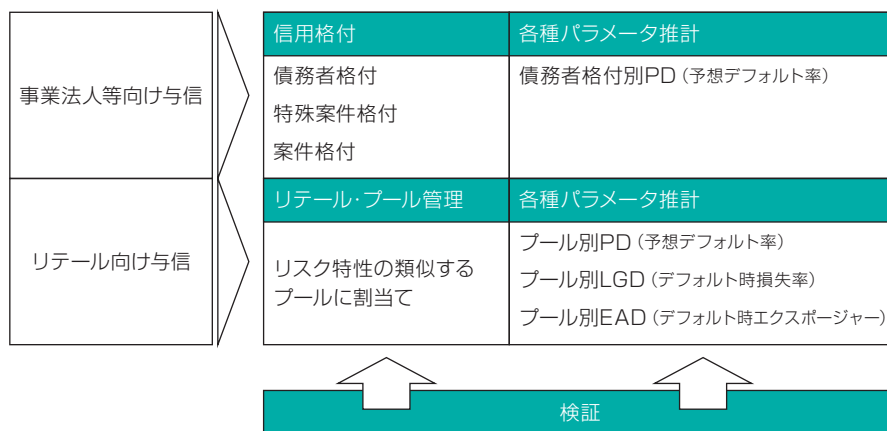 事業法人等向け与信
信用格付
各種パラメータ推計
債務者格付
特殊案件格付
案件格付
債務者格付別PD（予想デフォルト率）
リテール向け与信
リテール・プール管理
各種パラメータ推計
リスク特性の類似する
プールに割当て
プール別PD（予想デフォルト率）
プール別LGD（デフォルト時損失率）
プール別EAD（デフォルト時エクスポージャー）
検証